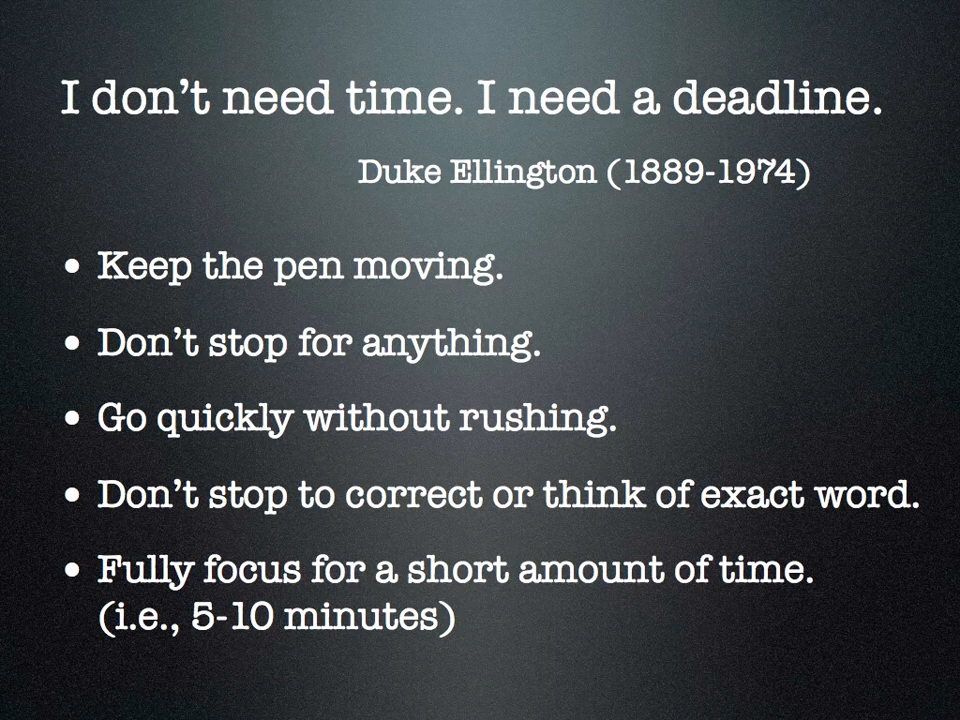 I don't need time. I need a deadline.
Duke Ellington (1889-1974)
• Keep the pen moving.
• Don't stop for anything.
• Go quickly without rushing.
• Don't stop to correct or think of exact word.
• Fully focus for a short amount of time.
(i.e., 5-10 minutes)